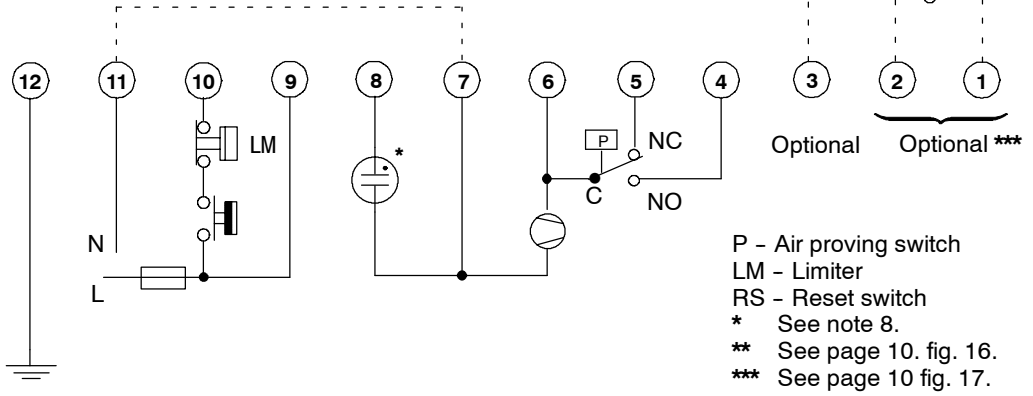 12 11 10 9 8 7 6 5 4 3 2 1
LM
*
P
NC
C
NO
Optional
Optional ***
N
L
P - Air proving switch
LM - Limiter
RS - Reset switch
* See note 8.
** See page 10. fig. 16.
*** See page 10 fig. 17.